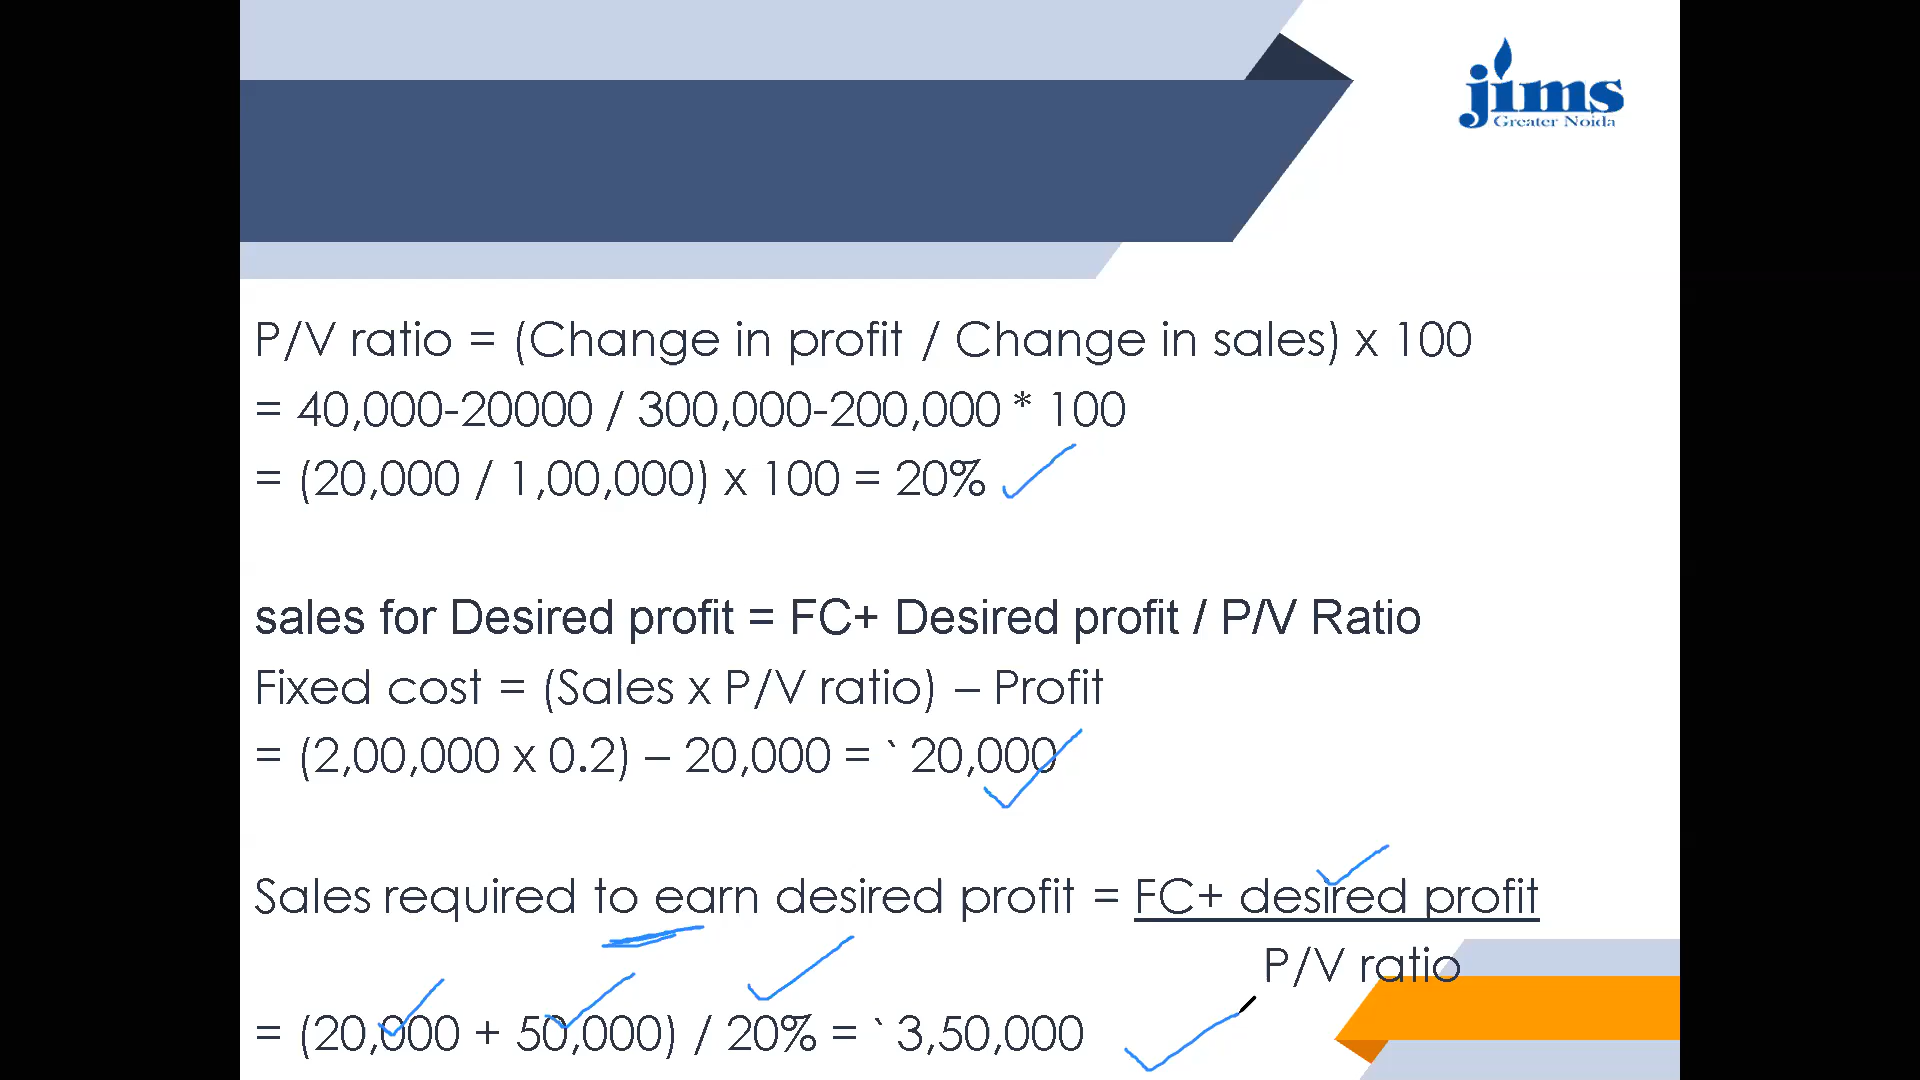 jims
Greater Noida
P/V ratio = (Change in profit / Change in sales) x 100
= 40,000-20000 / 300,000-200,000 * 100
= (20,000 / 1,00,000) x 100 = 20%
sales for Desired profit = FC+ Desired profit / P/V Ratio
Fixed cost = (Sales x P/V ratio) – Profit
= (2,00,000 x 0.2) – 20,000 = ` 20,000
Sales required to earn desired profit = FC+ desired profit
P/V ratio
= (20,000 + 50,000) / 20% = ` 3,50,000